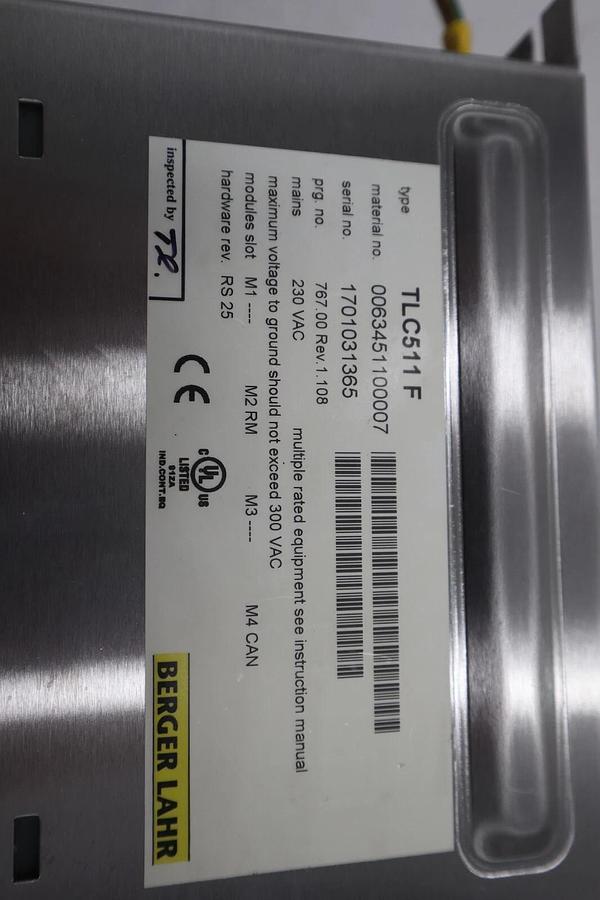 type TLC511 F
material no. 0063451100007
serial no. 1701031365
prg. no. 767.00 Rev.1.108
mains 230 VAC multiple rated equipment see instruction manual
maximum voltage to ground should not exceed 300 VAC
modules slot M1 ---- M2 RM M3 ---- M4 CAN
hardware rev. RS 25
inspected by
CE
C UL US
LISTED
91ZA
IND.CONT.EQ
BERGER LAHR